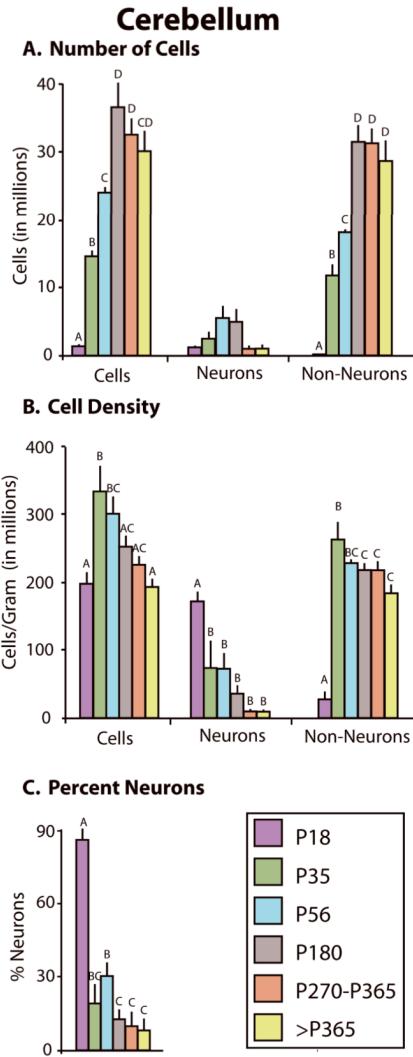 Cerebellum
A. Number of Cells
Cells (in millions)
40
30
20
10
0
A
B
C
D
D
CD
A
B
C
D
D
D
Cells
Neurons
Non-Neurons
B. Cell Density
Cells/Gram (in millions)
400
300
200
100
0
A
B
BC
AC
AC
A
A
B
B
B
B
B
A
B
BC
C
C
C
Cells
Neurons
Non-Neurons
C. Percent Neurons
% Neurons
90
60
30
0
A
BC
B
C
C
C
P18
P35
P56
P180
P270-P365
>P365